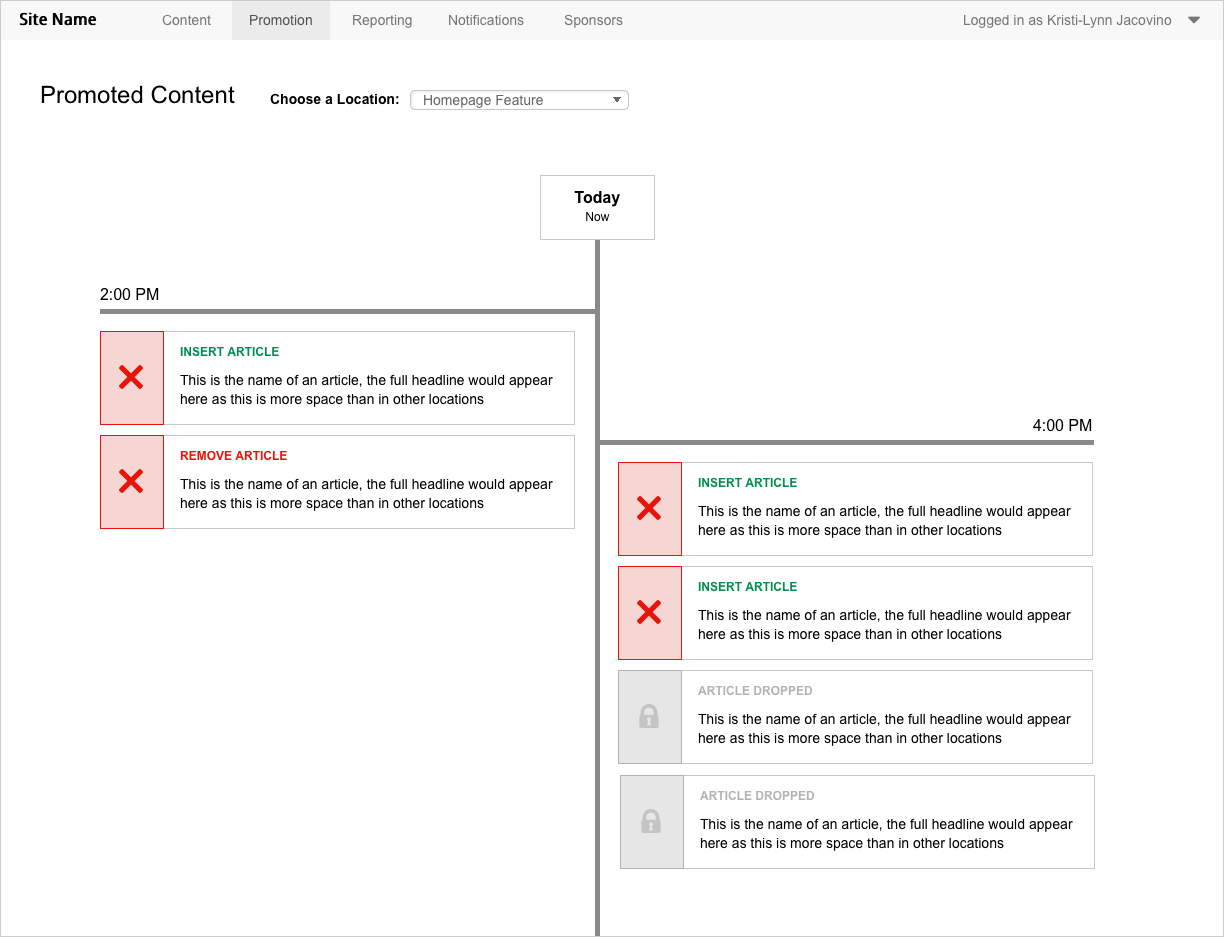 Site Name
Content
Promotion
Reporting
Notifications
Sponsors
Logged in as Kristi-Lynn Jacovino
Promoted Content
Choose a Location:
Homepage Feature
Today
Now
2:00 PM
INSERT ARTICLE
This is the name of an article, the full headline would appear
here as this is more space than in other locations
REMOVE ARTICLE
This is the name of an article, the full headline would appear
here as this is more space than in other locations
4:00 PM
INSERT ARTICLE
This is the name of an article, the full headline would appear
here as this is more space than in other locations
INSERT ARTICLE
This is the name of an article, the full headline would appear
here as this is more space than in other locations
ARTICLE DROPPED
This is the name of an article, the full headline would appear
here as this is more space than in other locations
ARTICLE DROPPED
This is the name of an article, the full headline would appear
here as this is more space than in other locations